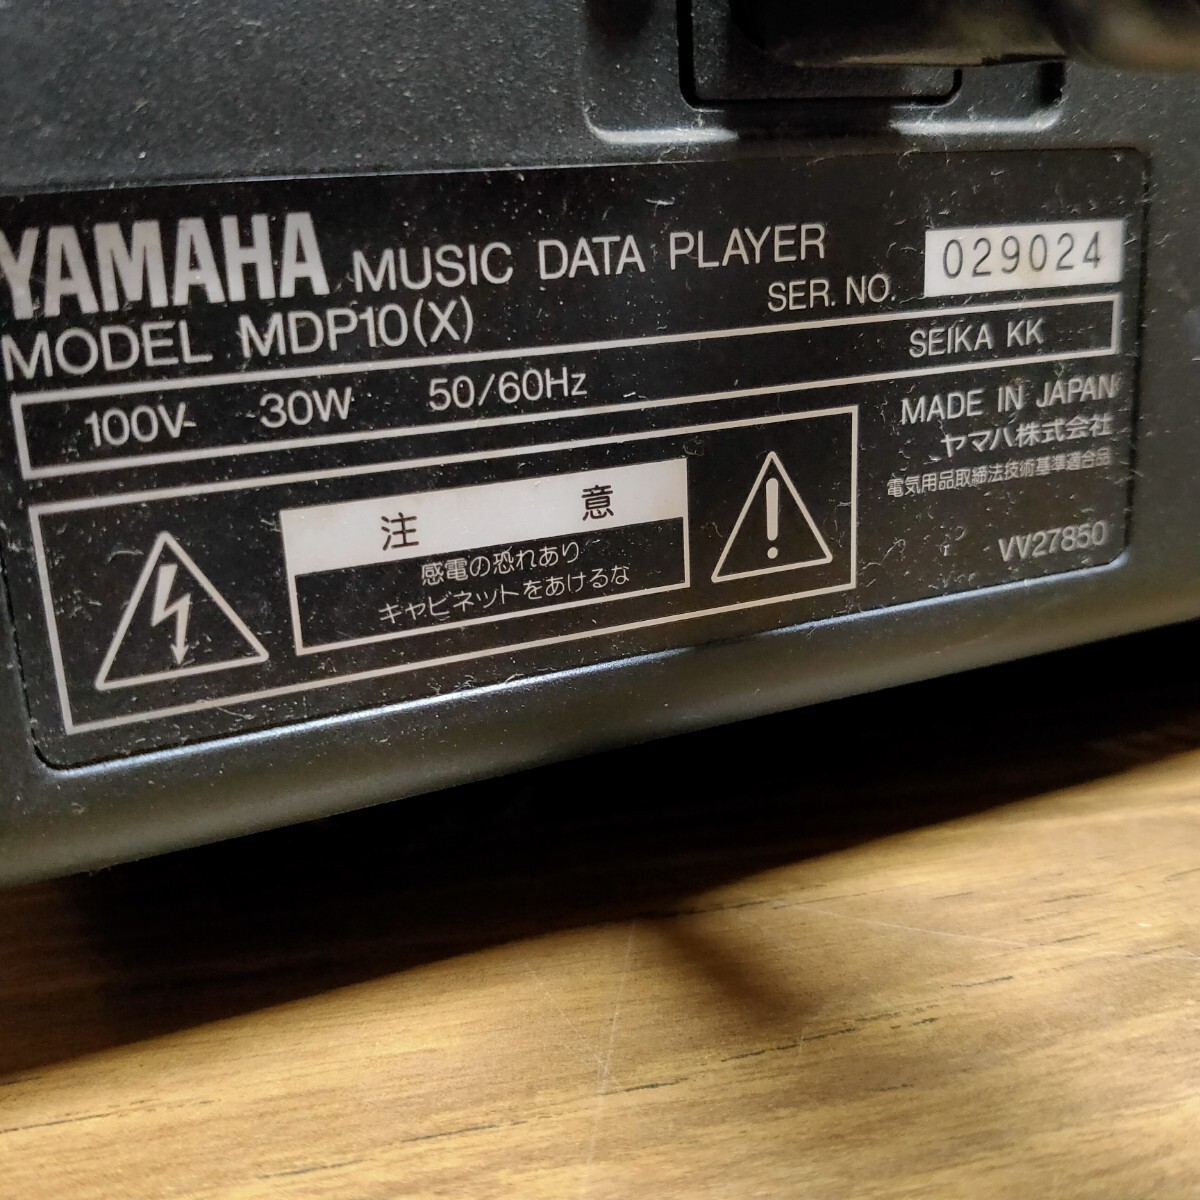 YAMAHA MUSIC DATA PLAYER
MODEL MDP10(X)
SER. NO. 029024
100V~ 30W 50/60Hz
SEIKA KK
MADE IN JAPAN
ヤマハ株式会社
電気用品取締法技術基準適合品
VV27850
注意
感電の恐れあり
キャビネットをあけるな